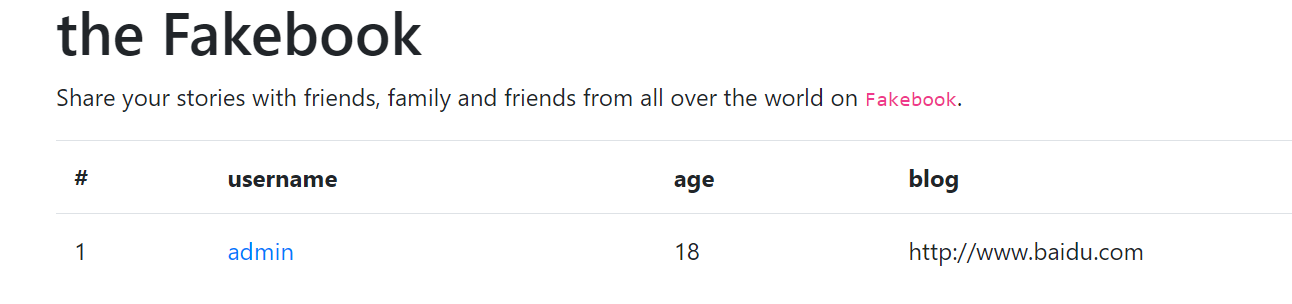 the Fakebook
Share your stories with friends, family and friends from all over the world on Fakebook.
# username age blog
1 admin 18 http://www.baidu.com